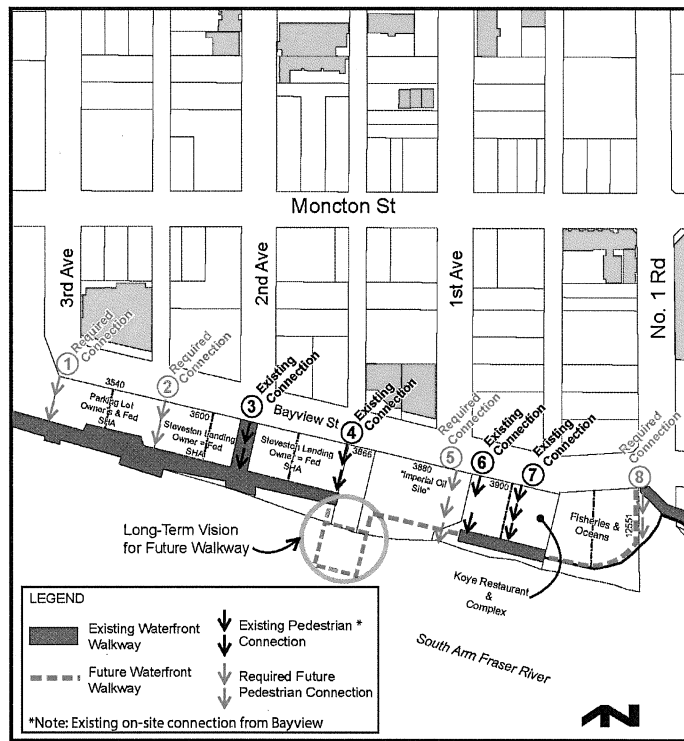 Moncton St
3rd Ave
2nd Ave
1st Ave
No. 1 Rd
1 Required
Connection
2 Required
Connection
3 Existing
Connection
4 Existing
Connection
5 Required
Connection
6 Existing
Connection
7 Existing
Connection
8 Required
Connection
Bayview St
3540
Parking Lot
Owner's & Fed
SHA
3600
Steveston Landing
Owner = Fed
SHA
Steveston Landing
Owner = Fed
SHA
3866
3880
"Imperial Oil
Site"
3900
Fisheries &
Oceans
12551
Long-Term Vision
for Future Walkway
Koye Restaurant
&
Complex
South Arm Fraser River
LEGEND
Existing Waterfront
Walkway
Future Waterfront
Walkway
Existing Pedestrian *
Connection
Required Future
Pedestrian Connection
*Note: Existing on-site connection from Bayview
N